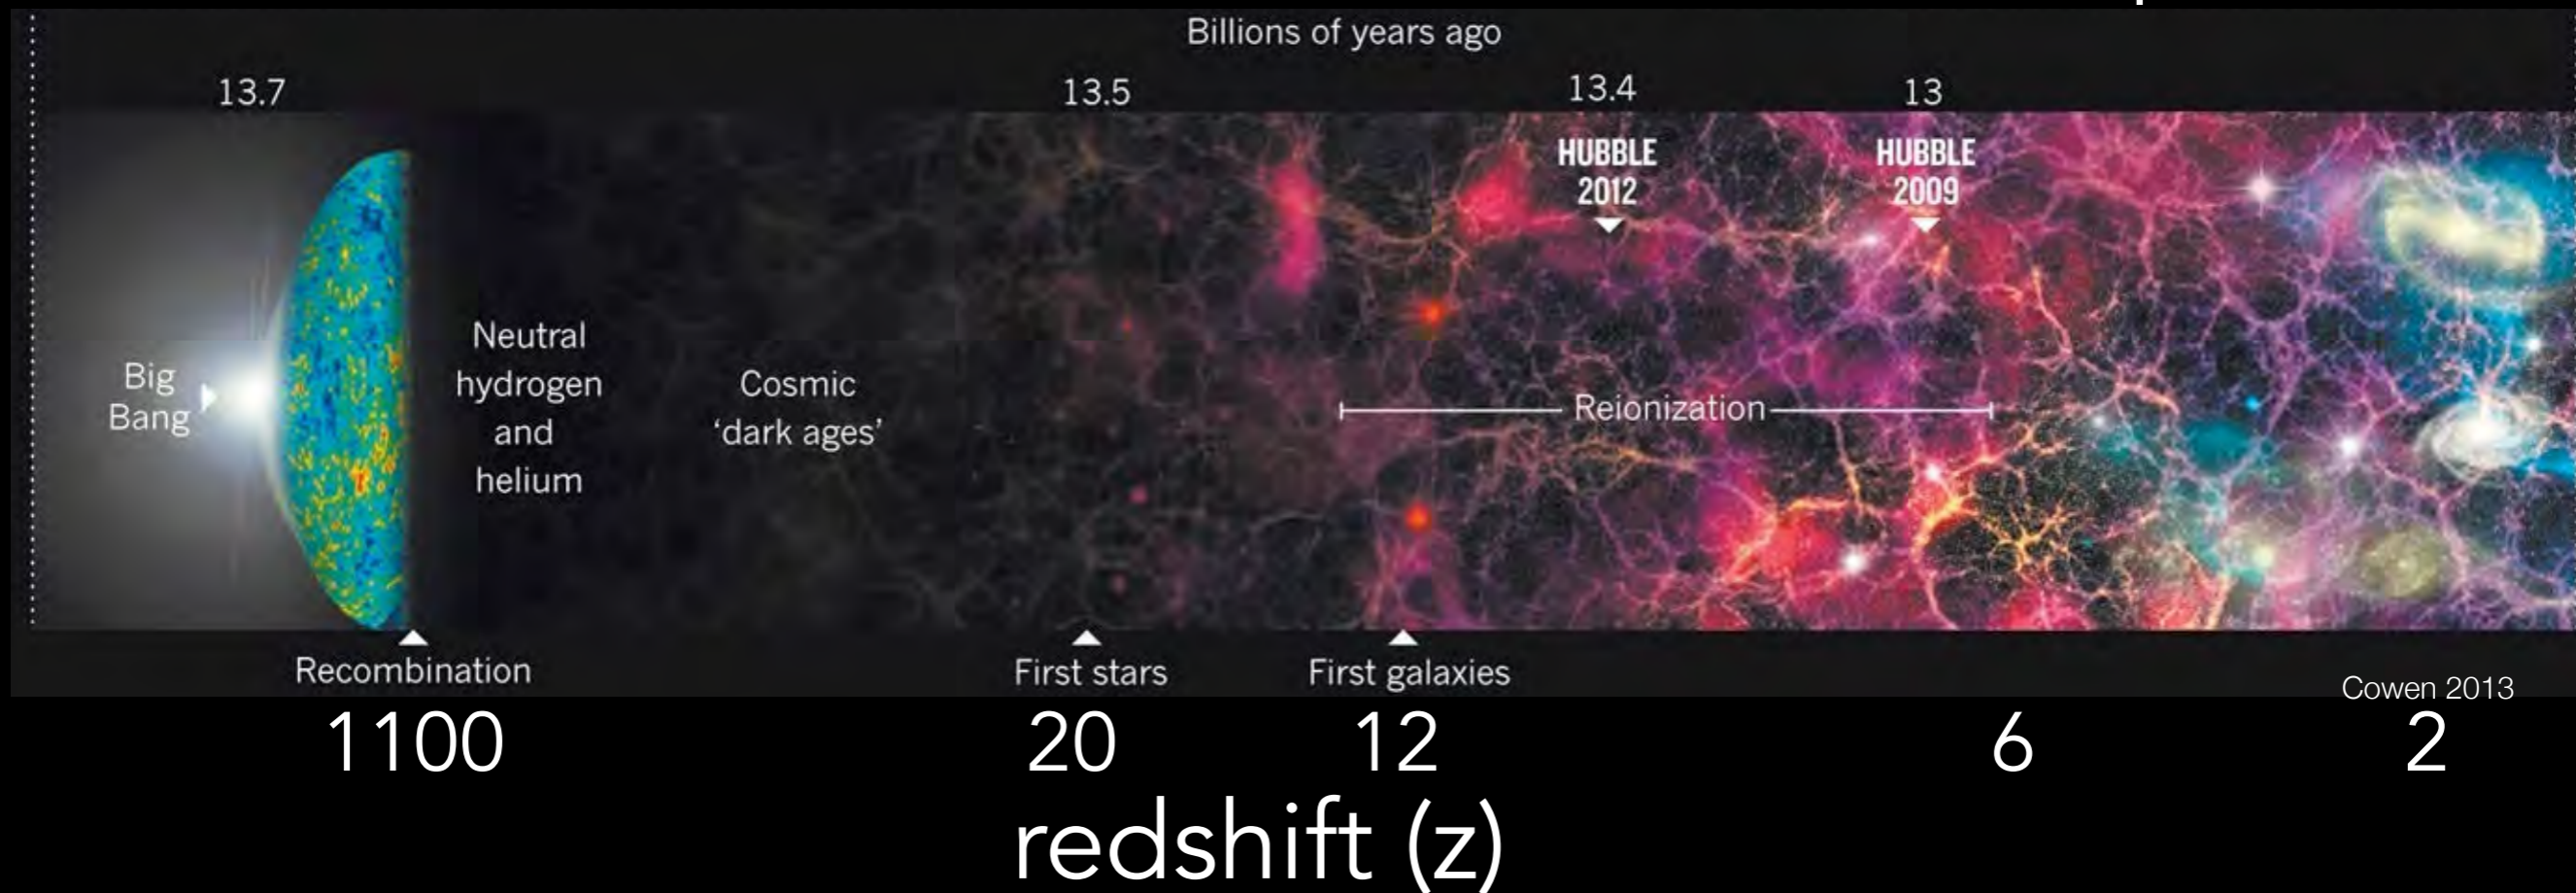 Billions of years ago
13.7
13.5
13.4
13
HUBBLE
2012
HUBBLE
2009
Big
Bang
Neutral
hydrogen
and
helium
Cosmic
‘dark ages’
Reionization
Recombination
First stars
First galaxies
Cowen 2013
1100
20
12
6
2
redshift (z)